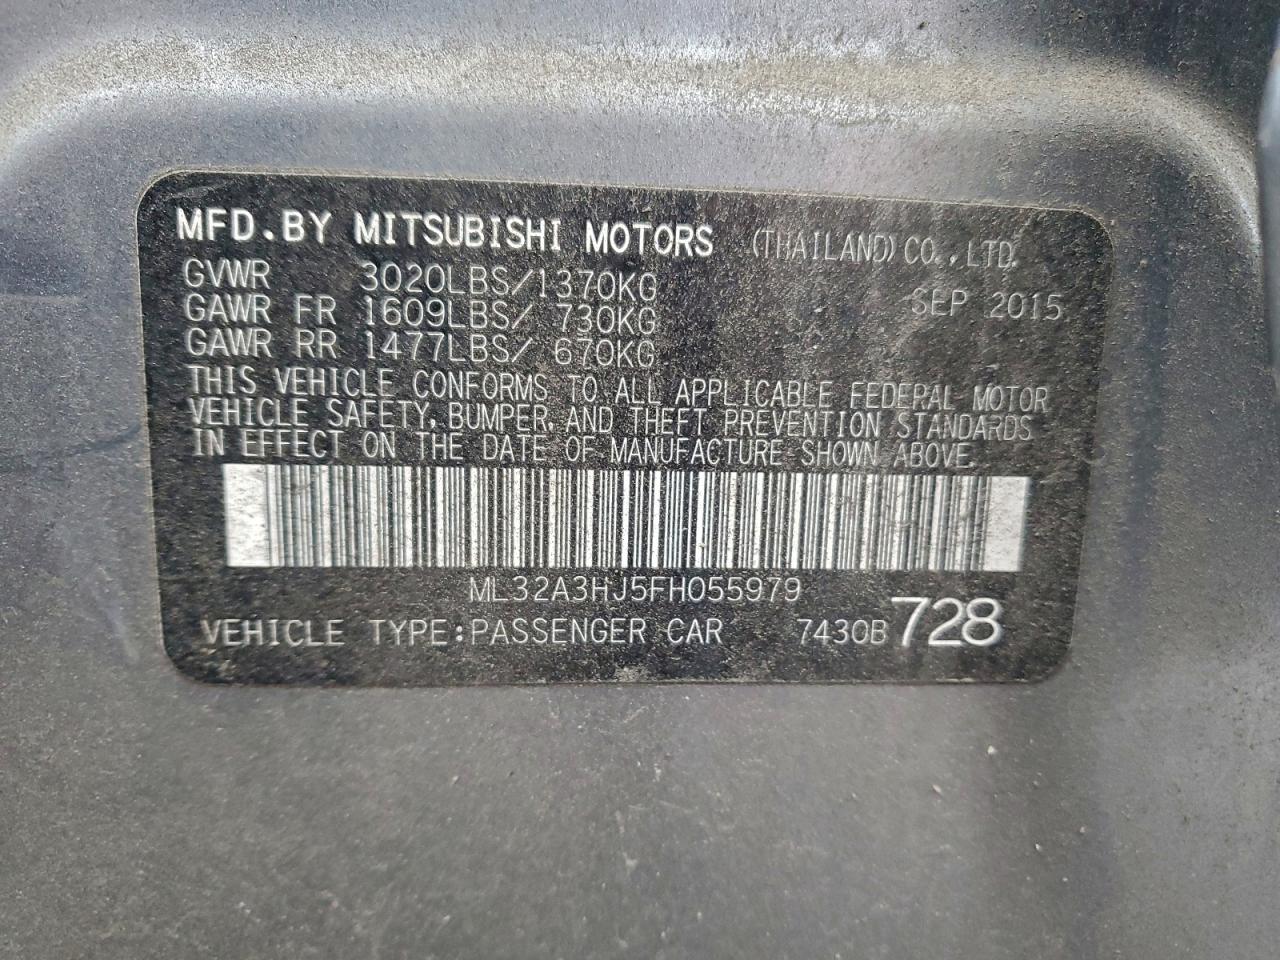 MFD.BY MITSUBISHI MOTORS (THAILAND) CO.,LTD.
GVWR 3020LBS/1370KG SEP 2015
GAWR FR 1609LBS/ 730KG
GAWR RR 1477LBS/ 670KG
THIS VEHICLE CONFORMS TO ALL APPLICABLE FEDERAL MOTOR
VEHICLE SAFETY, BUMPER, AND THEFT PREVENTION STANDARDS
IN EFFECT ON THE DATE OF MANUFACTURE SHOWN ABOVE.
ML32A3HJ5FH055979
VEHICLE TYPE:PASSENGER CAR 7430B 728